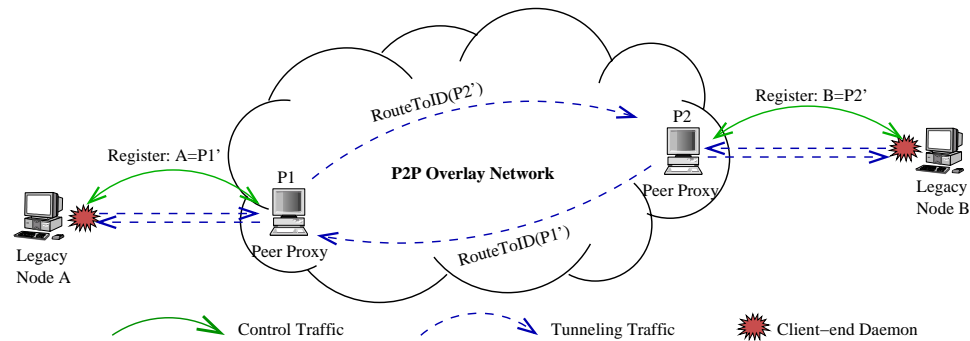 RouteToID(P2’)
P2
Register: B=P2’
Register: A=P1’
P1
P2P Overlay Network
Peer Proxy
Legacy
Node B
Legacy
Node A
Peer Proxy
RouteToID(P1’)
Control Traffic
Tunneling Traffic
Client−end Daemon